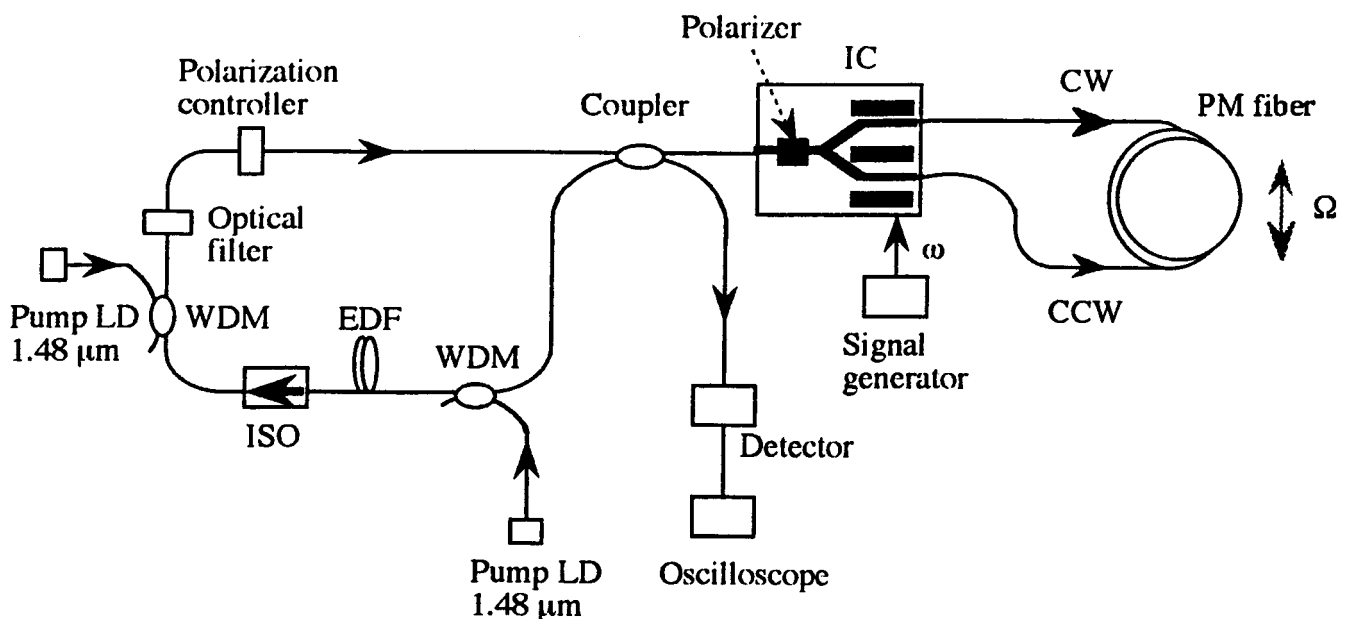 Polarizer
IC
Polarization
controller
Coupler
CW
PM fiber
Optical
filter
Ω
ω
Pump LD
1.48 μm
WDM
EDF
WDM
CCW
Signal
generator
ISO
Detector
Pump LD
1.48 μm
Oscilloscope